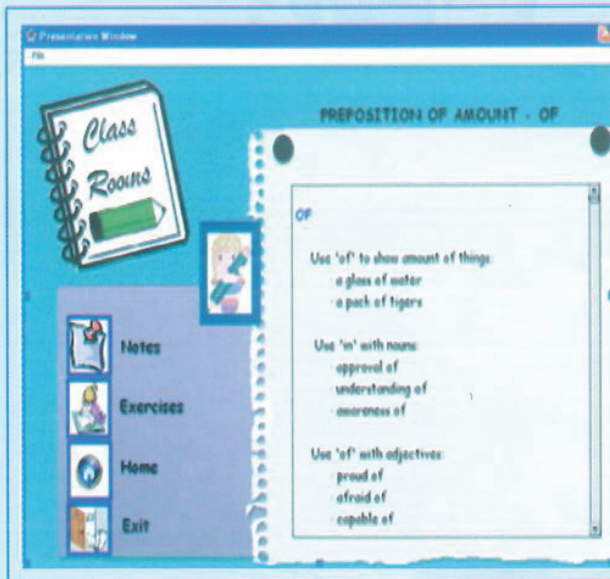 Presentation Window
File
Class
Rooms
PREPOSITION OF AMOUNT - OF
OF
Use 'of' to show amount of things:
· a glass of water
· a pack of tigers
Use 'in' with nouns:
· approval of
· understanding of
· awareness of
Use 'of' with adjectives:
· proud of
· afraid of
· capable of
Notes
Exercises
Home
Exit